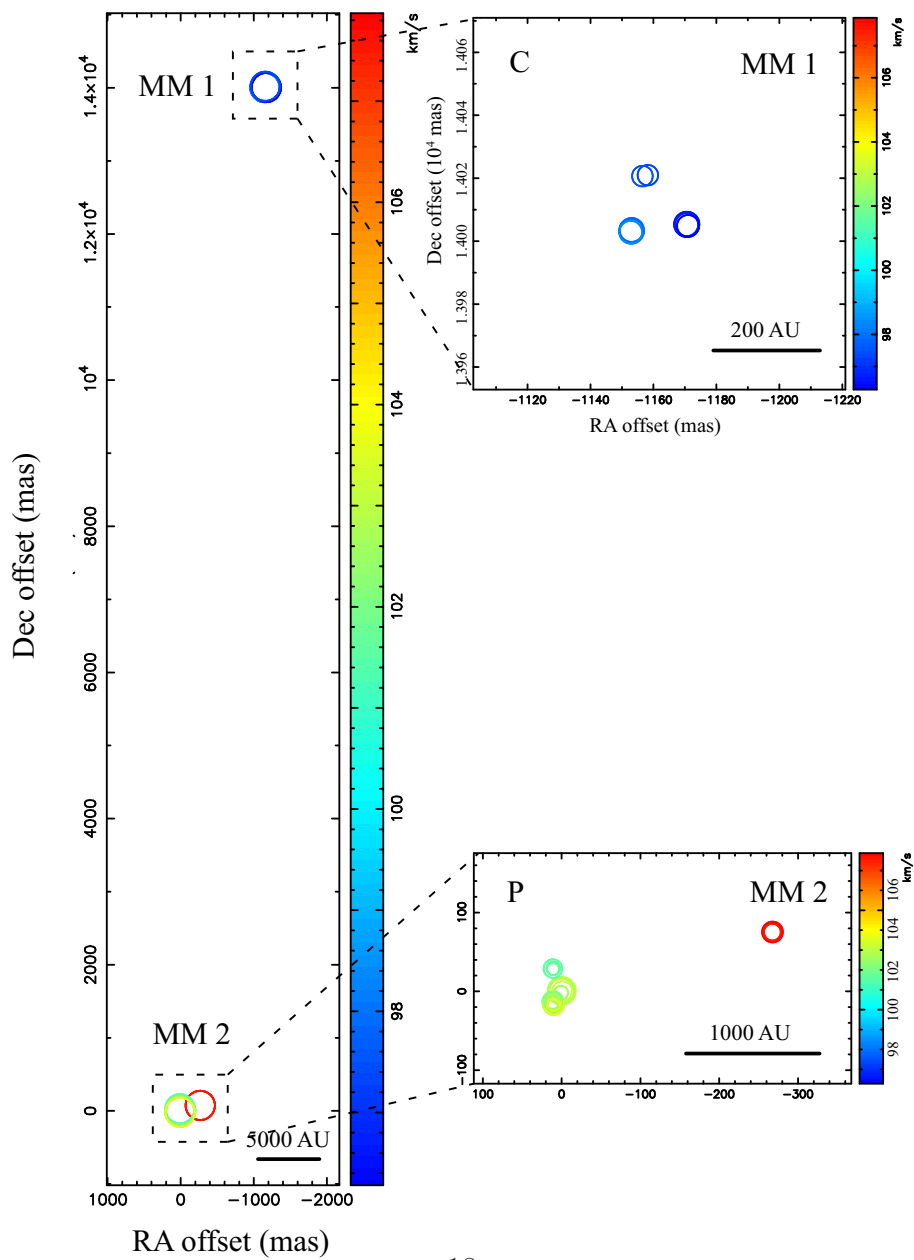 km/s
MM 1
1.4×10⁴
1.2×10⁴
10⁴
8000
6000
4000
2000
0
Dec offset (mas)
106
104
102
100
98
MM 2
5000 AU
1000 0 −1000 −2000
RA offset (mas)
C MM 1
km/s
1.406
1.404
1.402
1.400
1.398
1.396
Dec offset (10⁴ mas)
106
104
102
100
98
200 AU
−1120 −1140 −1160 −1180 −1200 −1220
RA offset (mas)
P MM 2
km/s
100
0
−100
106
104
102
100
98
1000 AU
100 0 −100 −200 −300